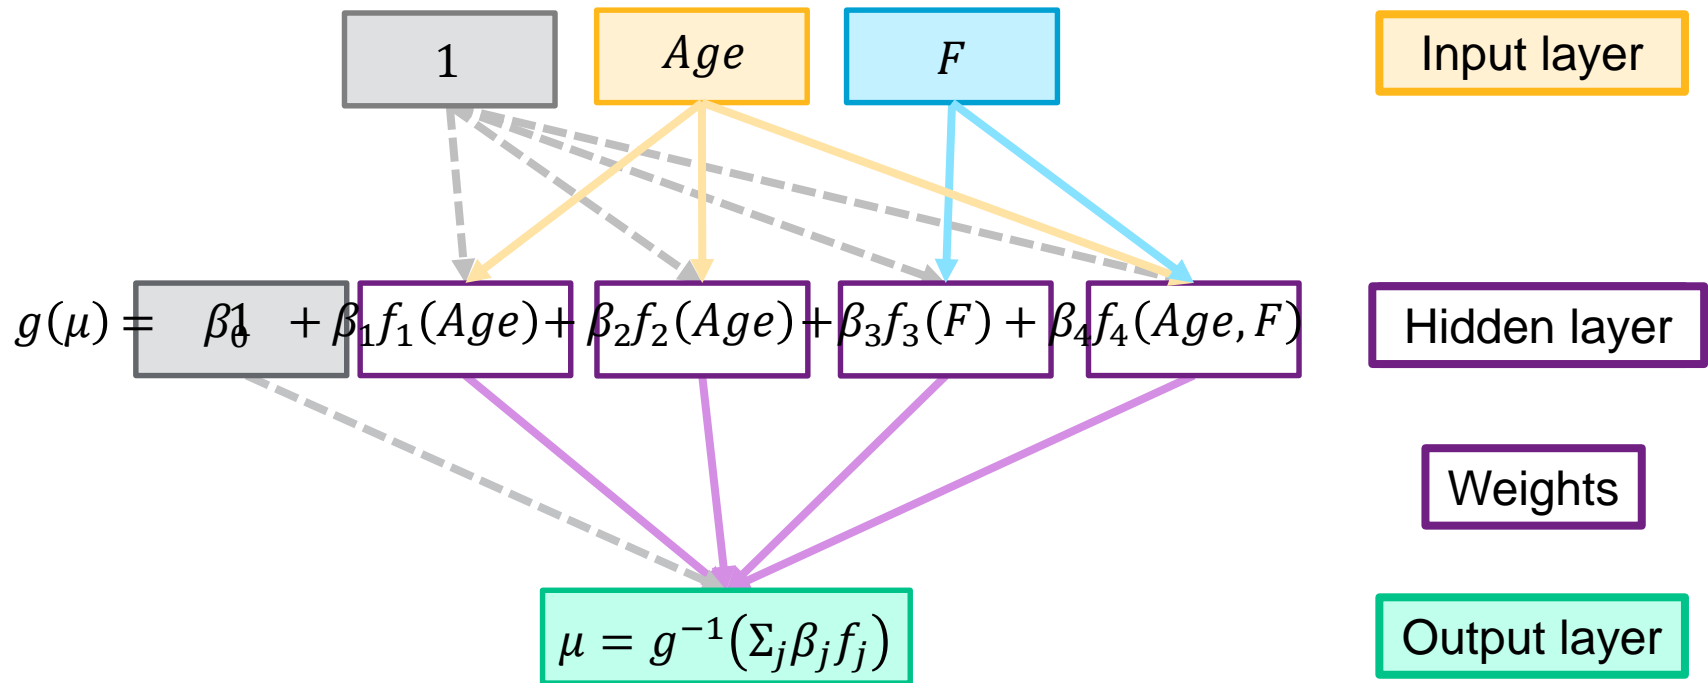 1
Age
F
Input layer
g(μ) = β₀ 1 + β₁f₁(Age) + β₂f₂(Age) + β₃f₃(F) + β₄f₄(Age, F)
Hidden layer
Weights
μ = g⁻¹(Σⱼβⱼfⱼ)
Output layer